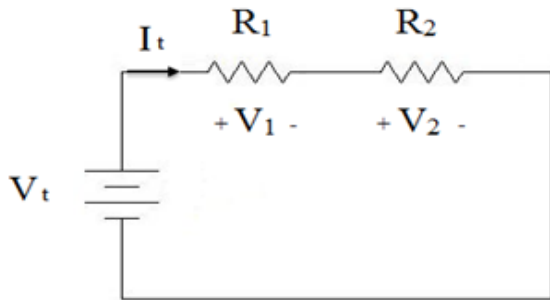 R₁ R₂
Iₜ
+ V₁ - + V₂ -
Vₜ